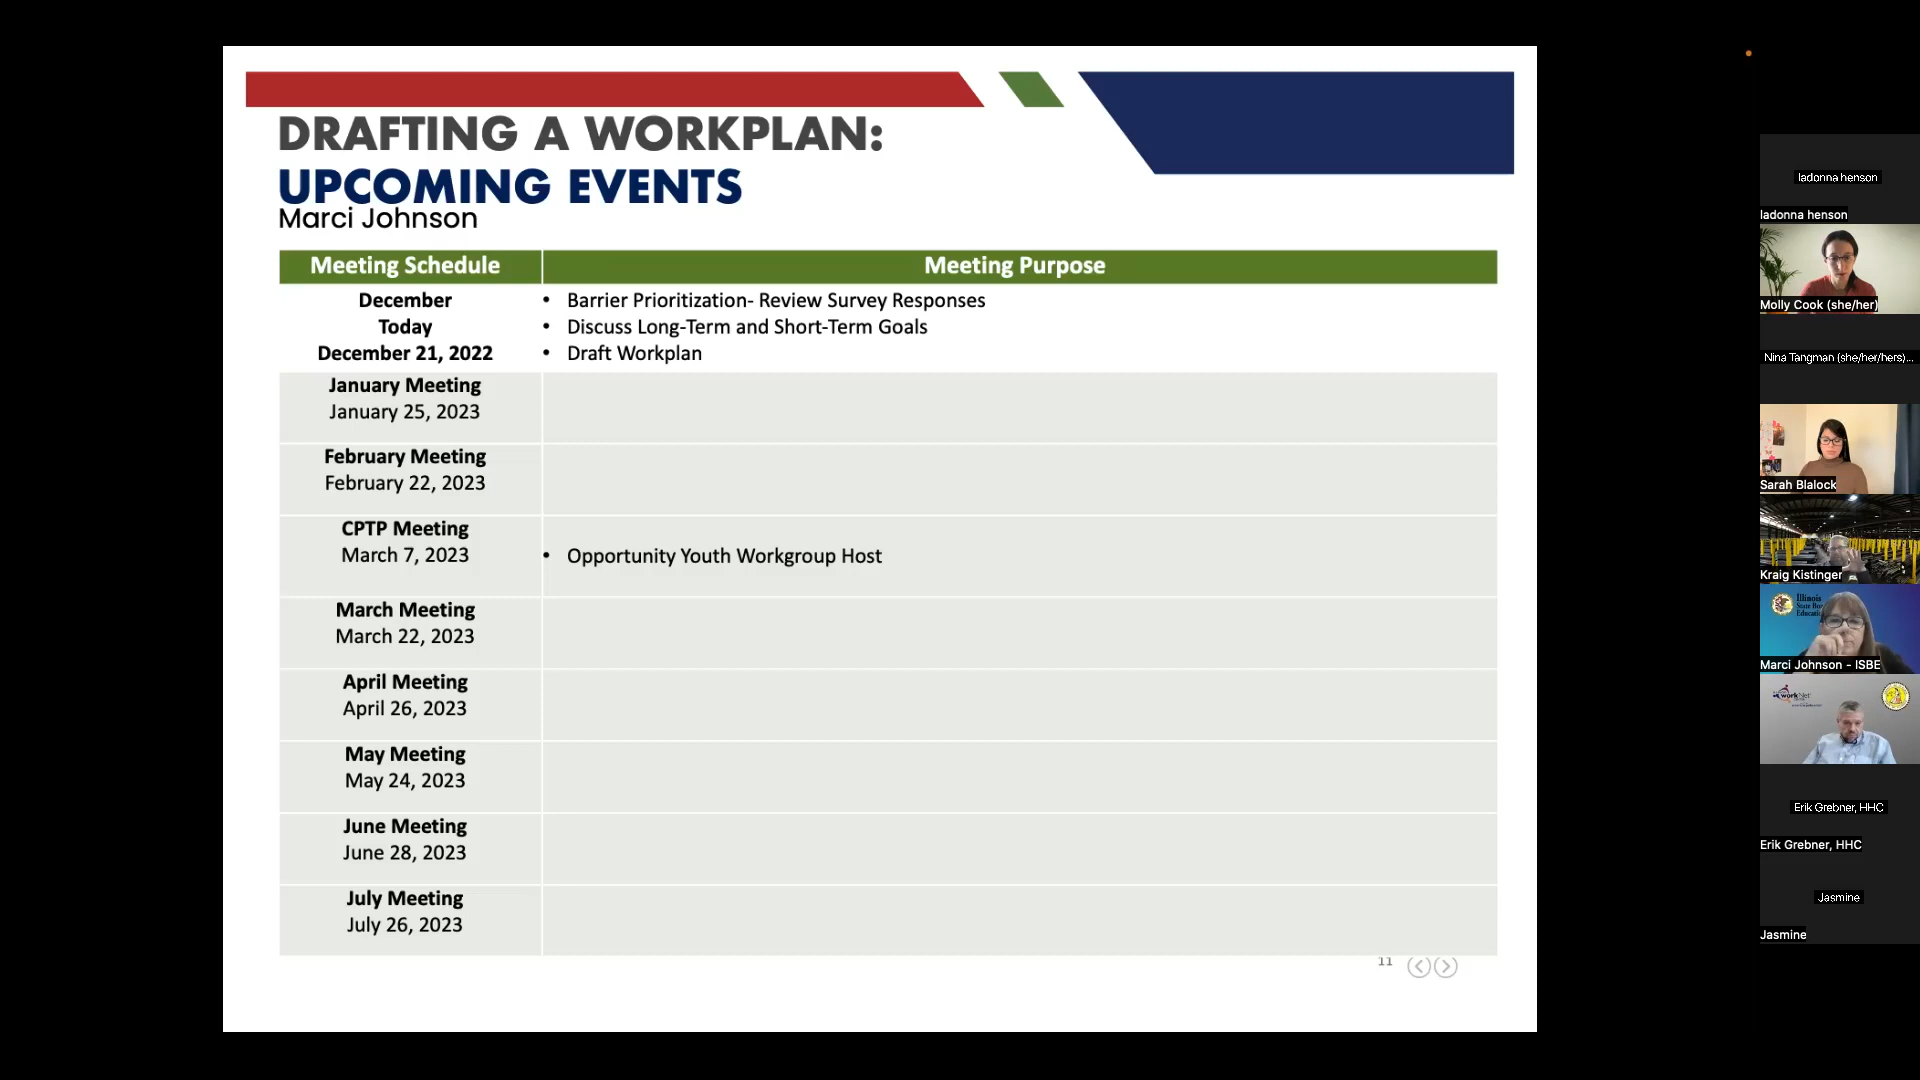 DRAFTING A WORKPLAN:
UPCOMING EVENTS
Marci Johnson
Meeting Schedule
Meeting Purpose
December
Today
December 21, 2022
• Barrier Prioritization- Review Survey Responses
• Discuss Long-Term and Short-Term Goals
• Draft Workplan
January Meeting
January 25, 2023
February Meeting
February 22, 2023
CPTP Meeting
March 7, 2023
• Opportunity Youth Workgroup Host
March Meeting
March 22, 2023
April Meeting
April 26, 2023
May Meeting
May 24, 2023
June Meeting
June 28, 2023
July Meeting
July 26, 2023
11
ladonna henson
ladonna henson
Molly Cook (she/her)
Nina Tangman (she/her/hers)...
Sarah Blalock
Kraig Kistinger
Illinois
Marci Johnson - ISBE
workNet
Erik Grebner, HHC
Erik Grebner, HHC
Jasmine
Jasmine